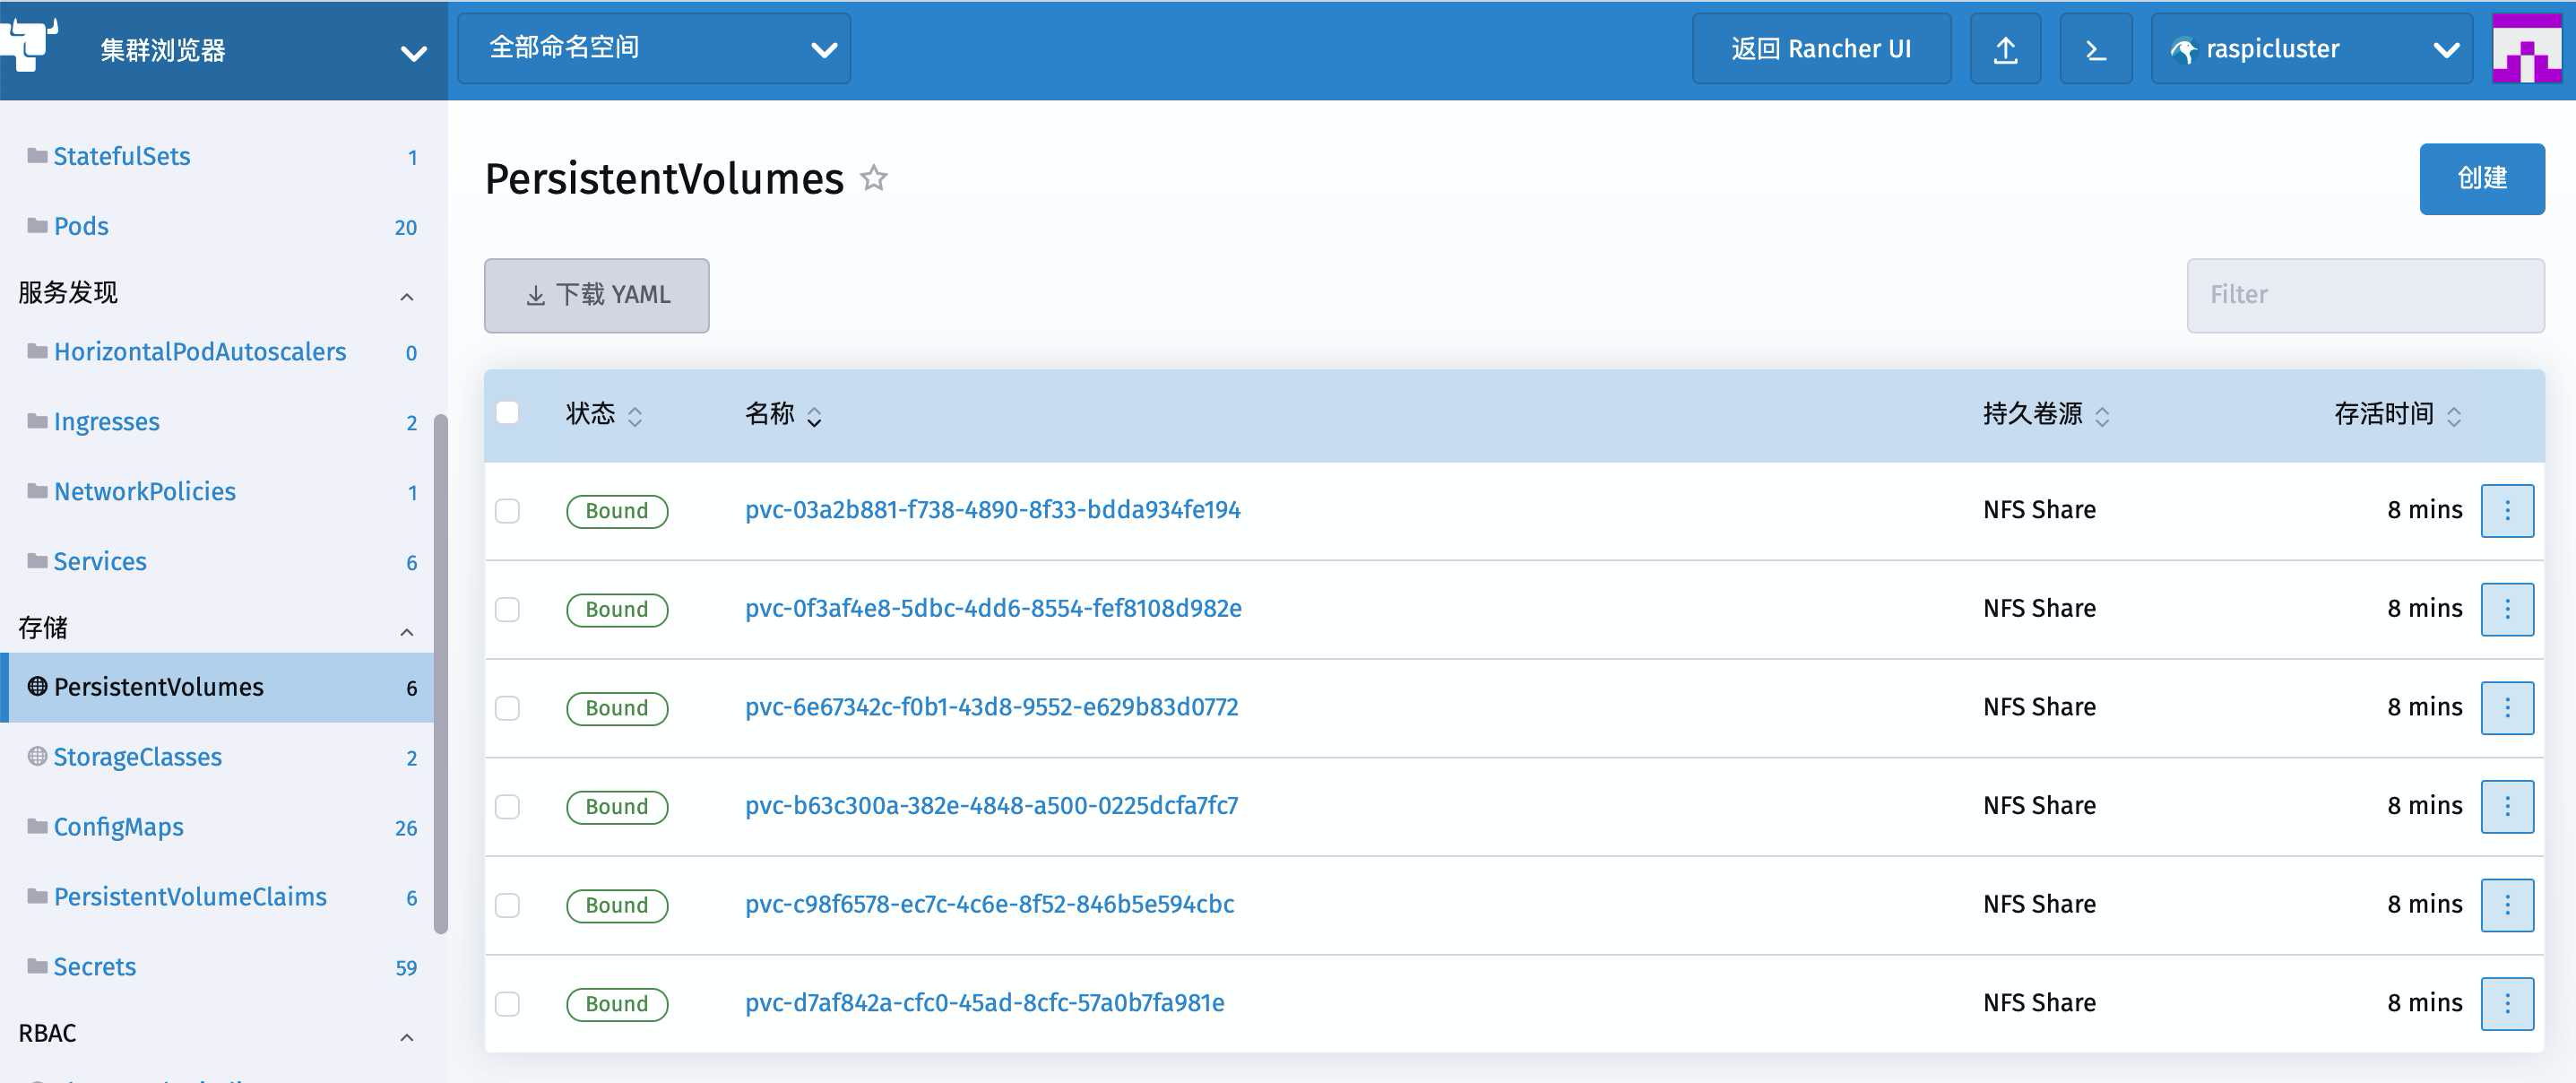 集群浏览器
全部命名空间
返回 Rancher UI
raspicluster
StatefulSets 1
Pods 20
服务发现
HorizontalPodAutoscalers 0
Ingresses 2
NetworkPolicies 1
Services 6
存储
PersistentVolumes 6
StorageClasses 2
ConfigMaps 26
PersistentVolumeClaims 6
Secrets 59
RBAC
PersistentVolumes
创建
下载 YAML
Filter
状态 名称 持久卷源 存活时间
Bound pvc-03a2b881-f738-4890-8f33-bdda934fe194 NFS Share 8 mins
Bound pvc-0f3af4e8-5dbc-4dd6-8554-fef8108d982e NFS Share 8 mins
Bound pvc-6e67342c-f0b1-43d8-9552-e629b83d0772 NFS Share 8 mins
Bound pvc-b63c300a-382e-4848-a500-0225dcfa7fc7 NFS Share 8 mins
Bound pvc-c98f6578-ec7c-4c6e-8f52-846b5e594cbc NFS Share 8 mins
Bound pvc-d7af842a-cfc0-45ad-8cfc-57a0b7fa981e NFS Share 8 mins